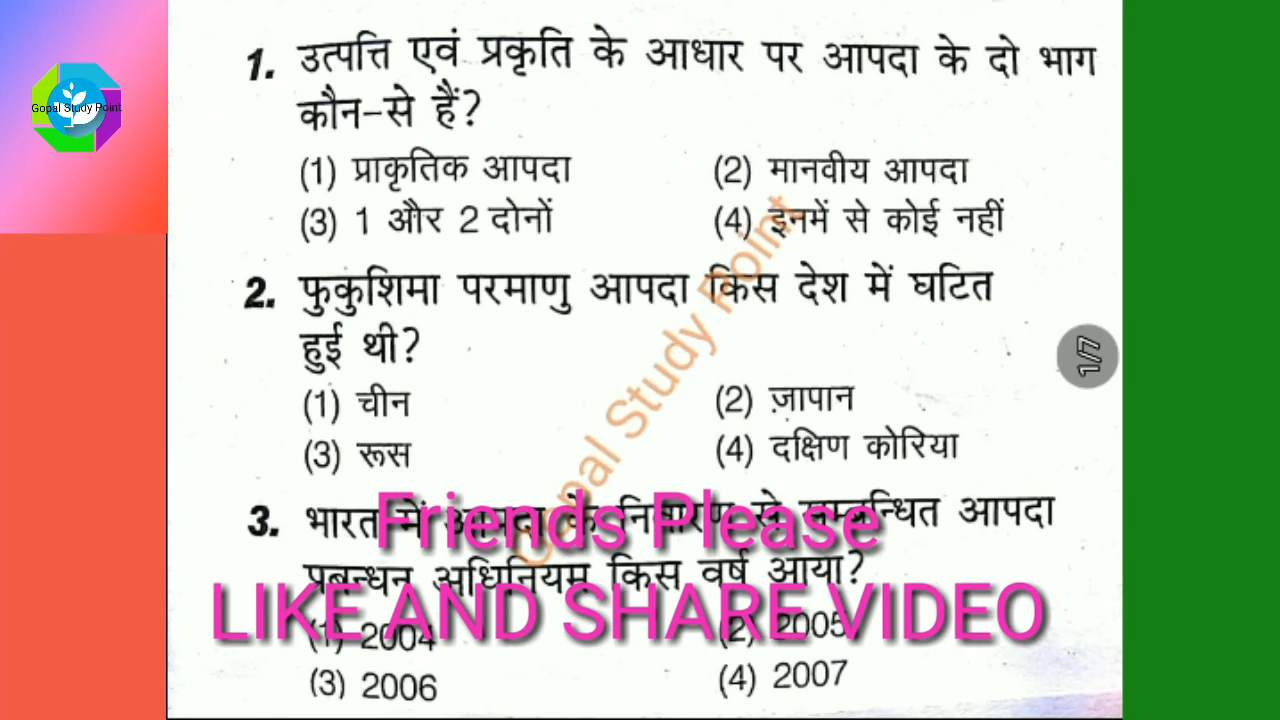 Gopal Study Point
1. उत्पत्ति एवं प्रकृति के आधार पर आपदा के दो भाग
कौन-से हैं?
(1) प्राकृतिक आपदा (2) मानवीय आपदा
(3) 1 और 2 दोनों (4) इनमें से कोई नहीं
2. फुकुशिमा परमाणु आपदा किस देश में घटित
हुई थी?
(1) चीन (2) ज़ापान
(3) रूस (4) दक्षिण कोरिया
Gopal Study Point
1/7
3. भारत में आपदा के निवारण से सम्बन्धित आपदा
Friends Please
प्रबन्धन अधिनियम किस वर्ष आया?
LIKE AND SHARE VIDEO
(1) 2004 (2) 2005
(3) 2006 (4) 2007